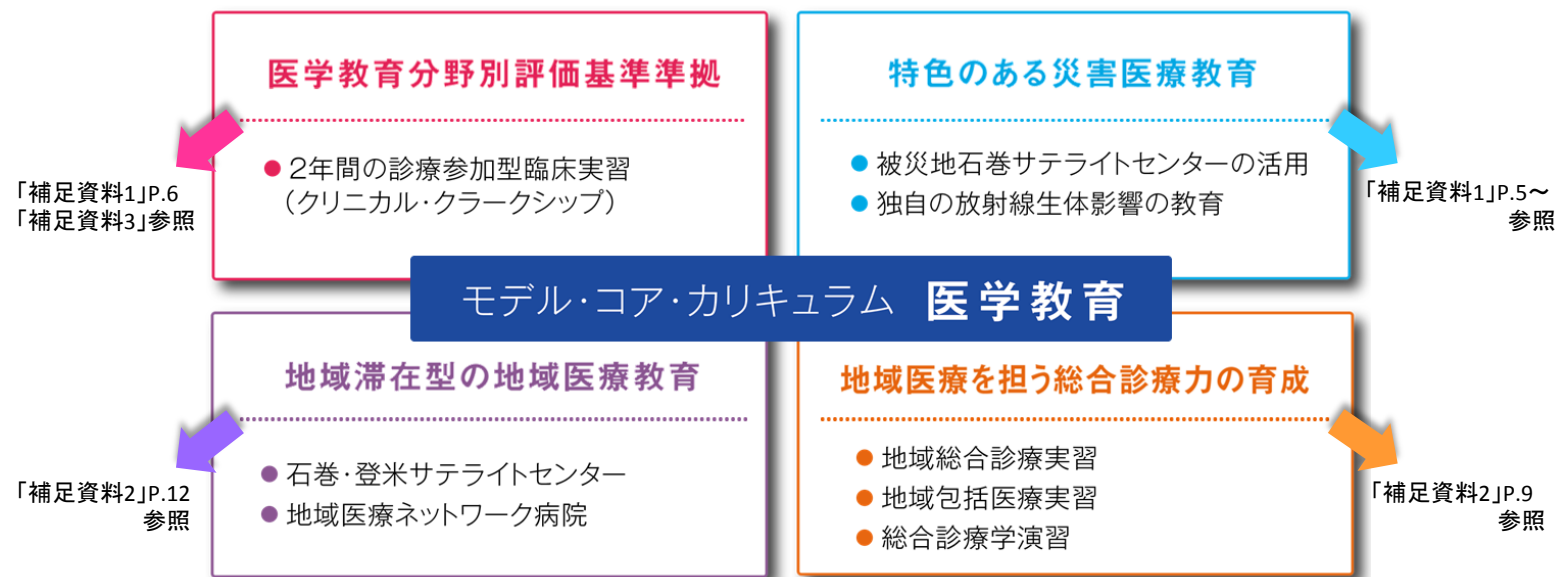 医学教育分野別評価基準準拠
●2年間の診療参加型臨床実習
（クリニカル・クラークシップ）
「補足資料1」P.6
「補足資料3」参照
特色のある災害医療教育
●被災地石巻サテライトセンターの活用
●独自の放射線生体影響の教育
「補足資料1」P.5～
参照
モデル・コア・カリキュラム 医学教育
地域滞在型の地域医療教育
●石巻・登米サテライトセンター
●地域医療ネットワーク病院
「補足資料2」P.12
参照
地域医療を担う総合診療力の育成
●地域総合診療実習
●地域包括医療実習
●総合診療学演習
「補足資料2」P.9
参照